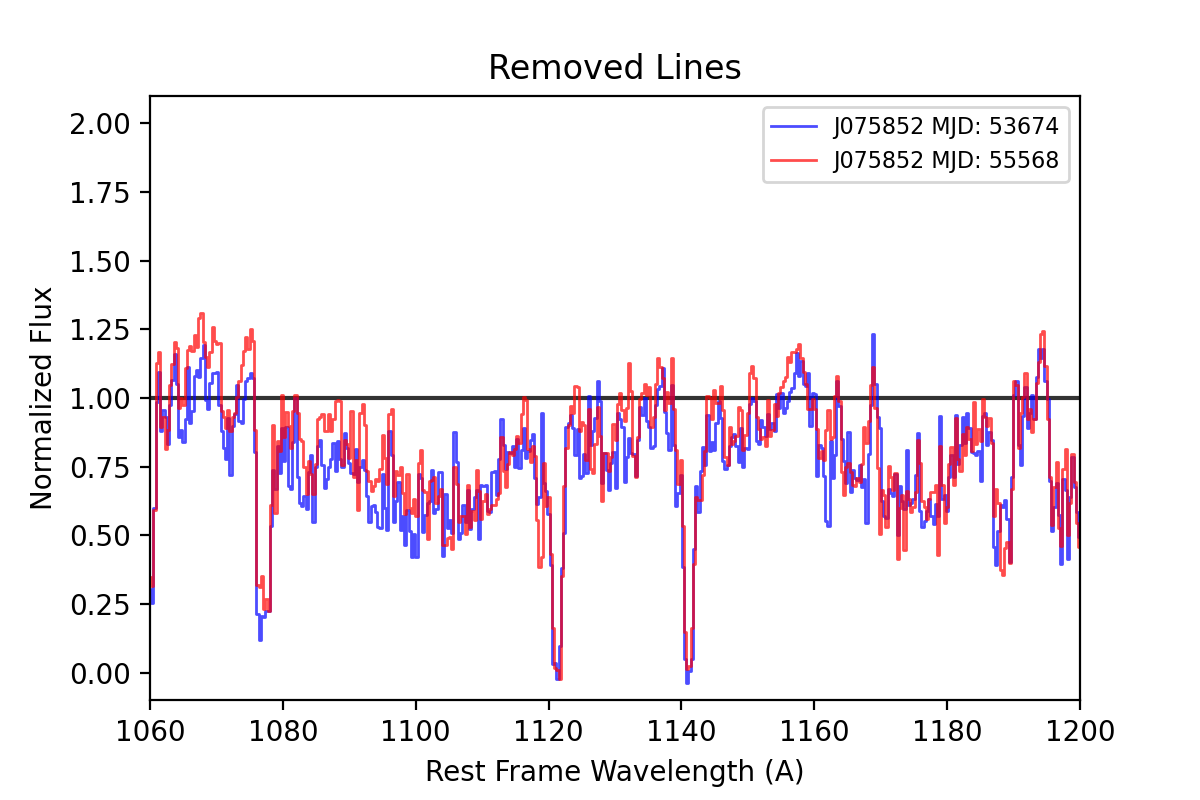 Removed Lines
J075852 MJD: 53674
J075852 MJD: 55568
Normalized Flux
2.00
1.75
1.50
1.25
1.00
0.75
0.50
0.25
0.00
1060 1080 1100 1120 1140 1160 1180 1200
Rest Frame Wavelength (A)